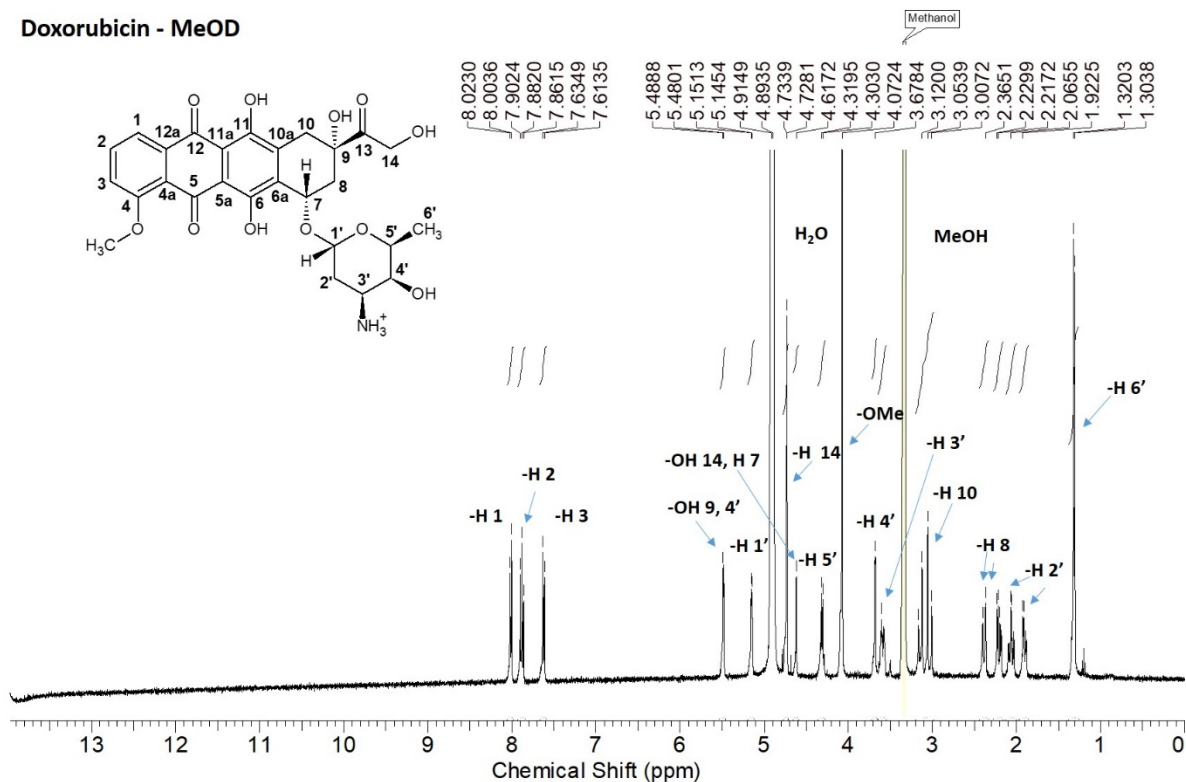 Doxorubicin - MeOD
Methanol
8.0230
8.0036
7.9024
7.8820
7.8615
7.6349
7.6135
5.4888
5.4801
5.1513
5.1454
4.9149
4.8935
4.7339
4.7281
4.6172
4.3195
4.3030
4.0724
3.6784
3.1200
3.0539
3.0072
2.3651
2.2299
2.2172
2.0655
1.9225
1.3203
1.3038
O OH OH O
1 12a 12 11a 11 10a 10 9 13 14 OH
2 3 4 4a 5 5a 6 6a 7 8 H
O O OH O
H₃C
1' O 5' 6' CH₃
H 2' 3' 4' OH
NH₃⁺
H₂O
MeOH
-H 6'
-OMe
-H 3'
-OH 14, H 7
-H 14
-H 2
-H 10
-OH 9, 4'
-H 1
-H 3
-H 4'
-H 1'
-H 5'
-H 8
-H 2'
13 12 11 10 9 8 7 6 5 4 3 2 1 0
Chemical Shift (ppm)